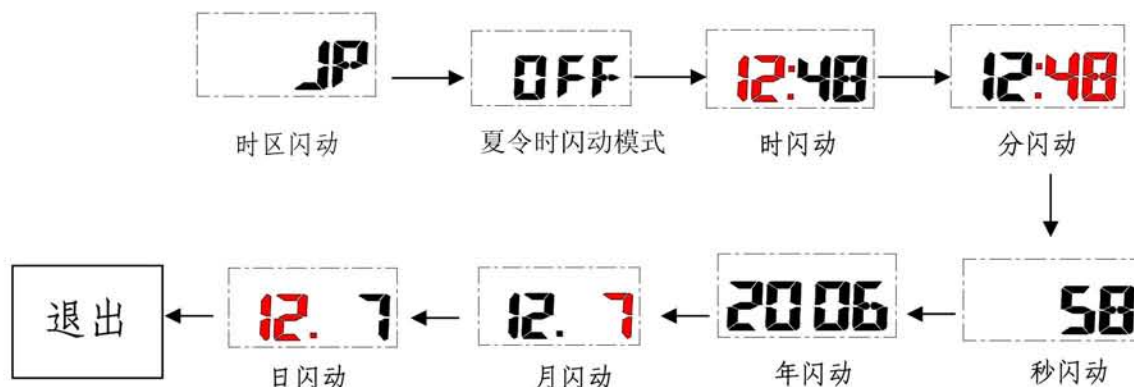 JP
OFF
12:48
12:48
时区闪动
夏令时闪动模式
时闪动
分闪动
退出
12. 7
12. 7
2006
58
日闪动
月闪动
年闪动
秒闪动